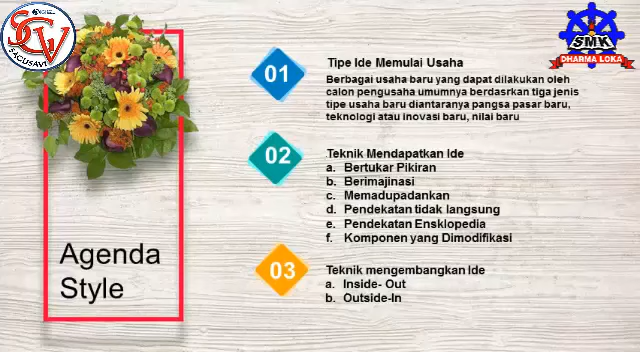 SCV
SACUSAVI
SMK
DHARMA LOKA
Agenda
Style
01
Tipe Ide Memulai Usaha
Berbagai usaha baru yang dapat dilakukan oleh
calon pengusaha umumnya berdasrkan tiga jenis
tipe usaha baru diantaranya pangsa pasar baru,
teknologi atau inovasi baru, nilai baru
02
Teknik Mendapatkan Ide
a. Bertukar Pikiran
b. Berimajinasi
c. Memadupadankan
d. Pendekatan tidak langsung
e. Pendekatan Ensklopedia
f. Komponen yang Dimodifikasi
03
Teknik mengembangkan Ide
a. Inside- Out
b. Outside-In